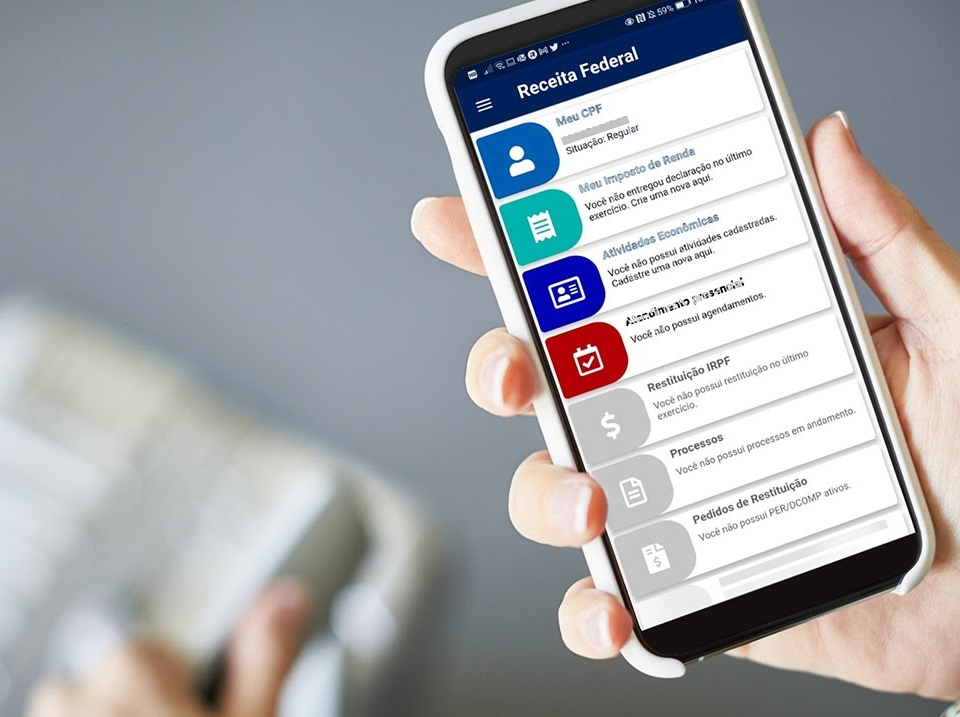 59%
Receita Federal
Meu CPF
Situação: Regular
Meu Imposto de Renda
Você não entregou declaração no último
exercício. Crie uma nova aqui.
Atividades Econômicas
Você não possui atividades cadastradas.
Cadastre uma nova aqui.
Atendimento presencial
Você não possui agendamentos.
Restituição IRPF
Você não possui restituição no último
exercício.
Processos
Você não possui processos em andamento.
Pedidos de Restituição
Você não possui PER/DCOMP ativos.